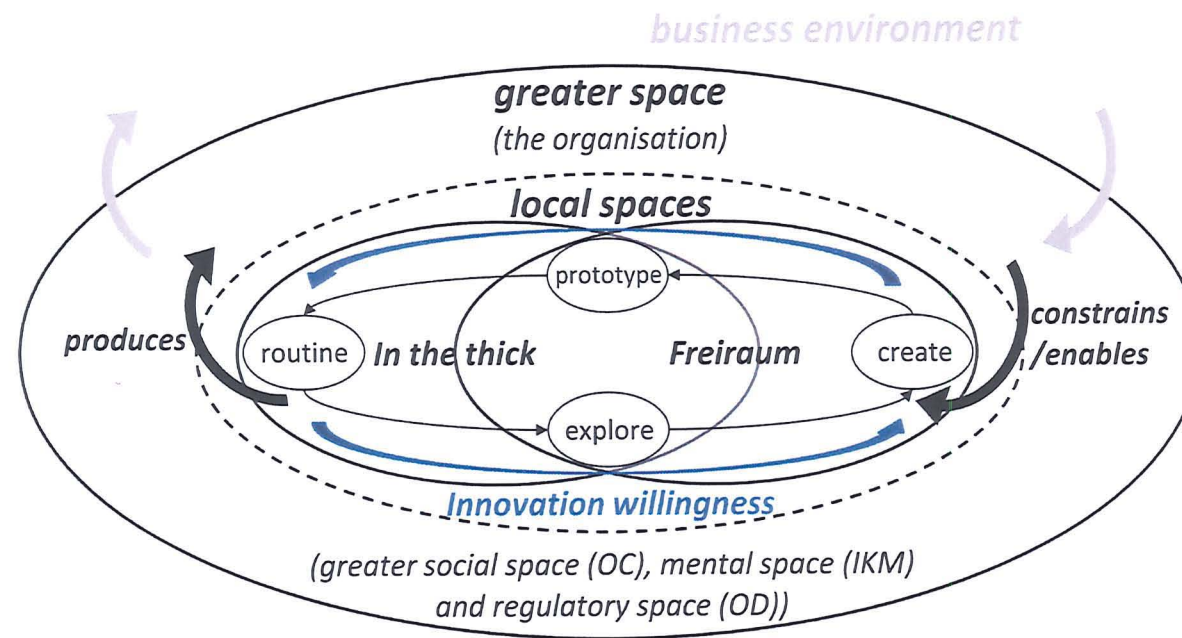 business environment
greater space
(the organisation)
local spaces
prototype
produces
routine
In the thick
Freiraum
create
constrains
/enables
explore
Innovation willingness
(greater social space (OC), mental space (IKM)
and regulatory space (OD))